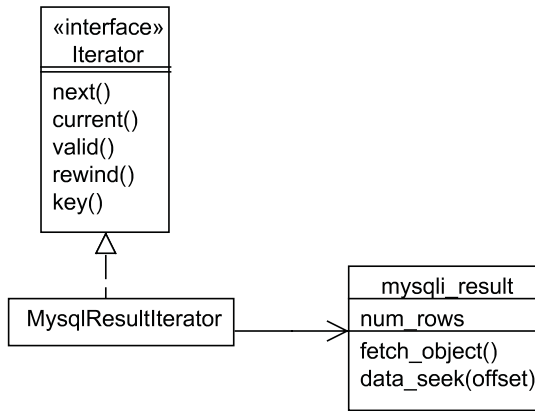 «interface»
Iterator
next()
current()
valid()
rewind()
key()
MysqlResultIterator
mysqli_result
num_rows
fetch_object()
data_seek(offset)